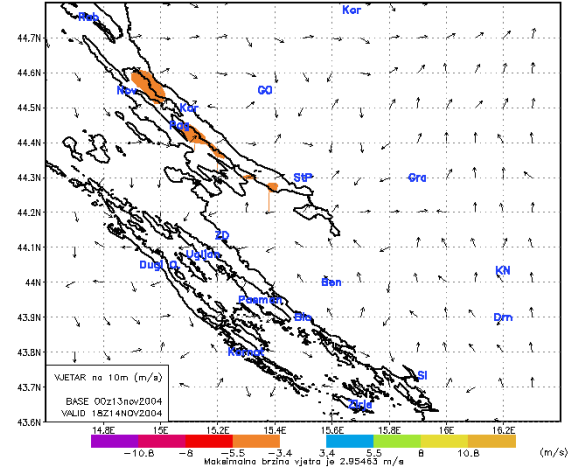 Kor
Rab
44.7N
44.6N
Nov
GO
44.5N
Kar
Pag
44.4N
44.3N
StP
Gra
44.2N
ZD
44.1N
Ugljan
Dugi O.
KN
44N
Ben
Pasman
43.9N
Bio
Drn
43.8N
Kornat
VJETAR na 10m (m/s)
43.7N
SI
BASE 00z13nov2004
VALID 18Z14NOV2004
Zirje
43.6N
14.8E 15E 15.2E 15.4E 15.6E 15.8E 16E 16.2E 16.4E
-10.8 -8 -5.5 -3.4 3.4 5.5 8 10.8 (m/s)
Maksimalna brzina vjetra je 2.95463 m/s